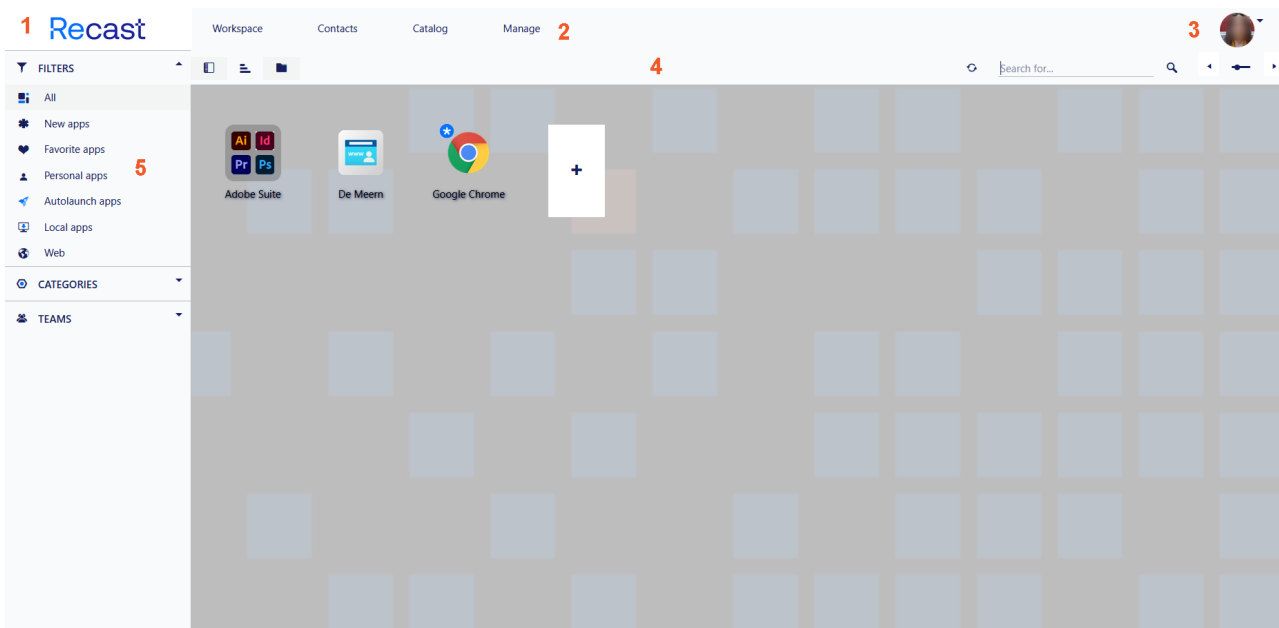 1 Recast Workspace Contacts Catalog Manage 2 3
FILTERS 4 Search for...
All
New apps
Favorite apps
5
Personal apps
Autolaunch apps
Local apps
Web
CATEGORIES
TEAMS
Ai Id
Pr Ps
www
+
Adobe Suite De Meern Google Chrome